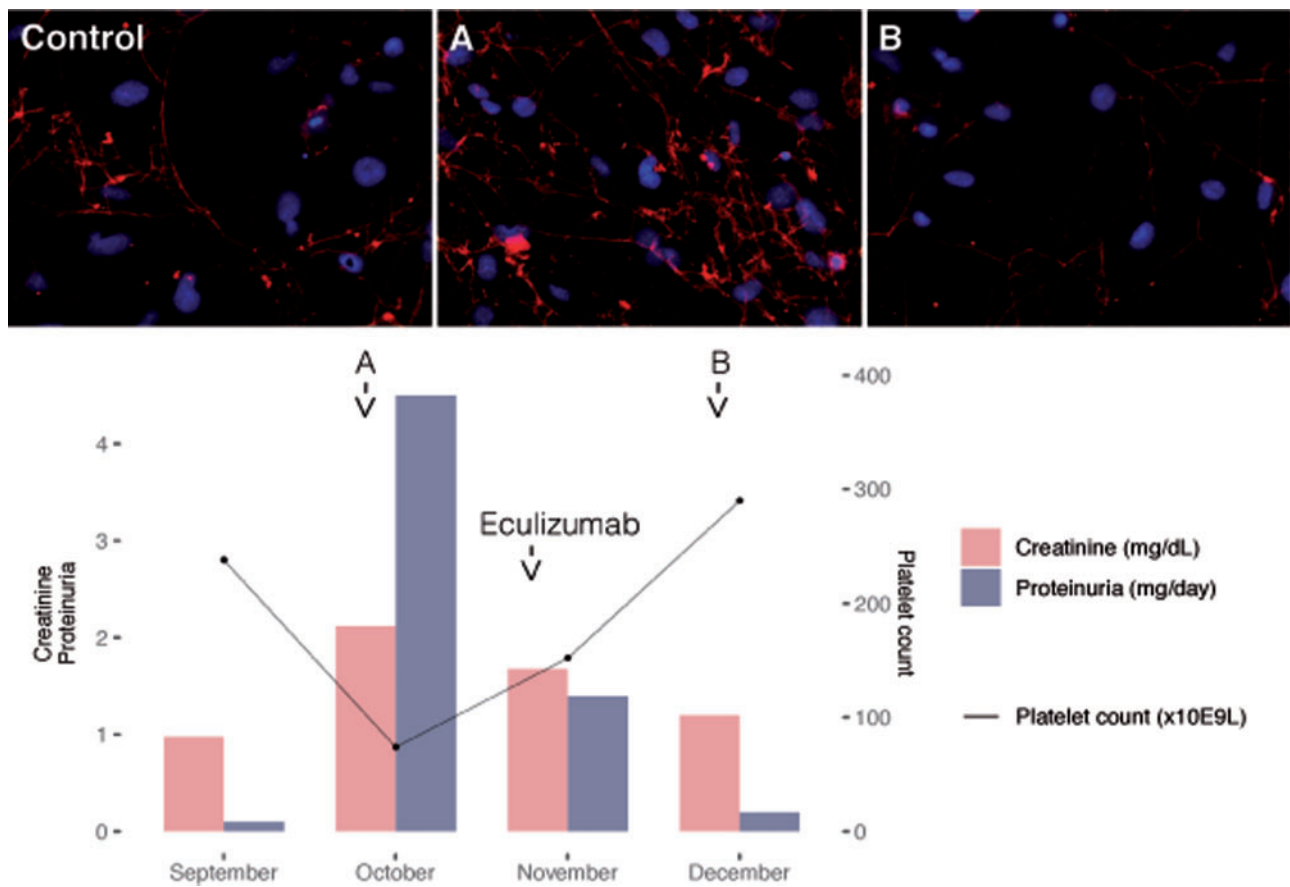 Control
A
B
A
B
Eculizumab
Creatinine
Proteinuria
4
3
2
1
0
400
300
200
100
0
Platelet count
Creatinine (mg/dL)
Proteinuria (mg/day)
Platelet count (x10E9L)
September October November December